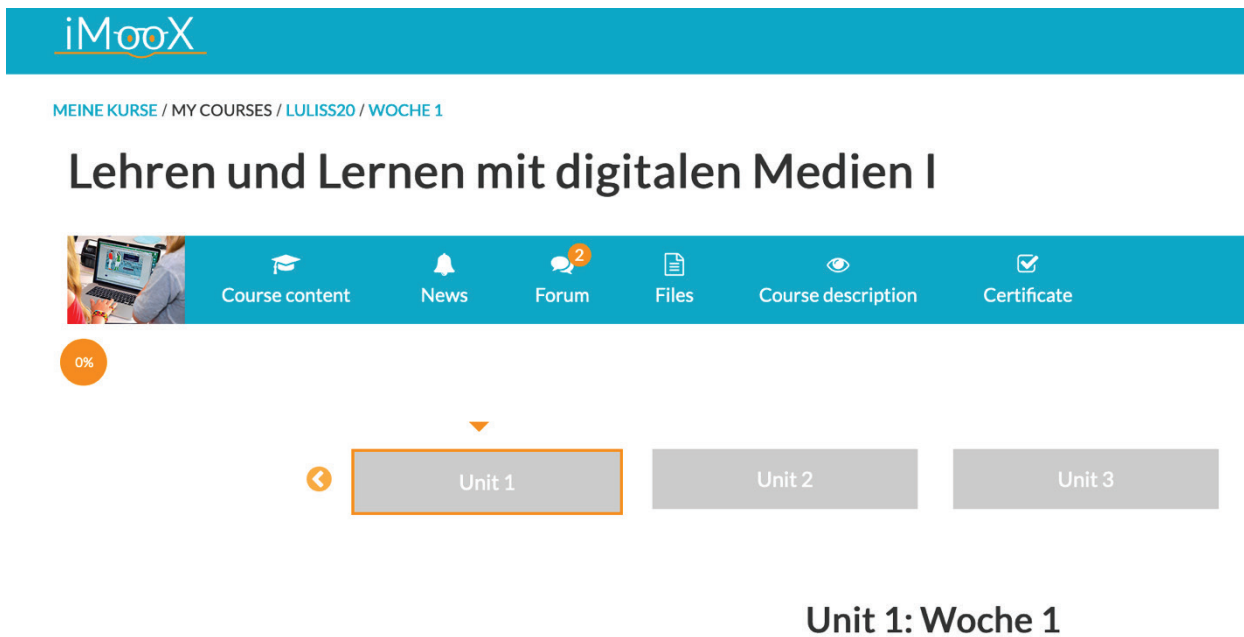 iMooX
MEINE KURSE / MY COURSES / LULISS20 / WOCHE 1
Lehren und Lernen mit digitalen Medien I
2
Course content News Forum Files Course description Certificate
0%
Unit 1 Unit 2 Unit 3
Unit 1: Woche 1